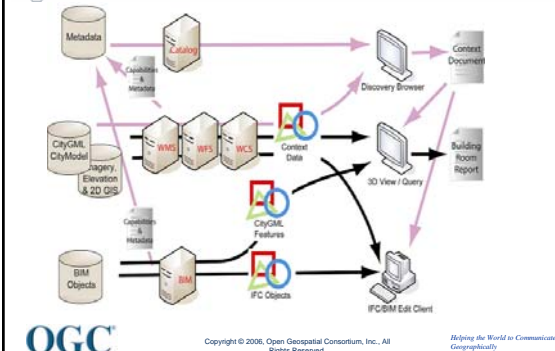 Metadata
Catalog
Context
Document
Capabilities
&
Metadata
Discovery Browser
CityGML
CityModel
Imagery,
Elevation
& 2D GIS
WMS
WFS
WCS
Context
Data
3D View / Query
Building
Room
Report
Capabilities
& Metadata
CityGML
Features
BIM
Objects
BIM
IFC Objects
IFC/BIM Edit Client
OGC
Copyright © 2006, Open Geospatial Consortium, Inc., All
Rights Reserved
Helping the World to Communicate
Geographically